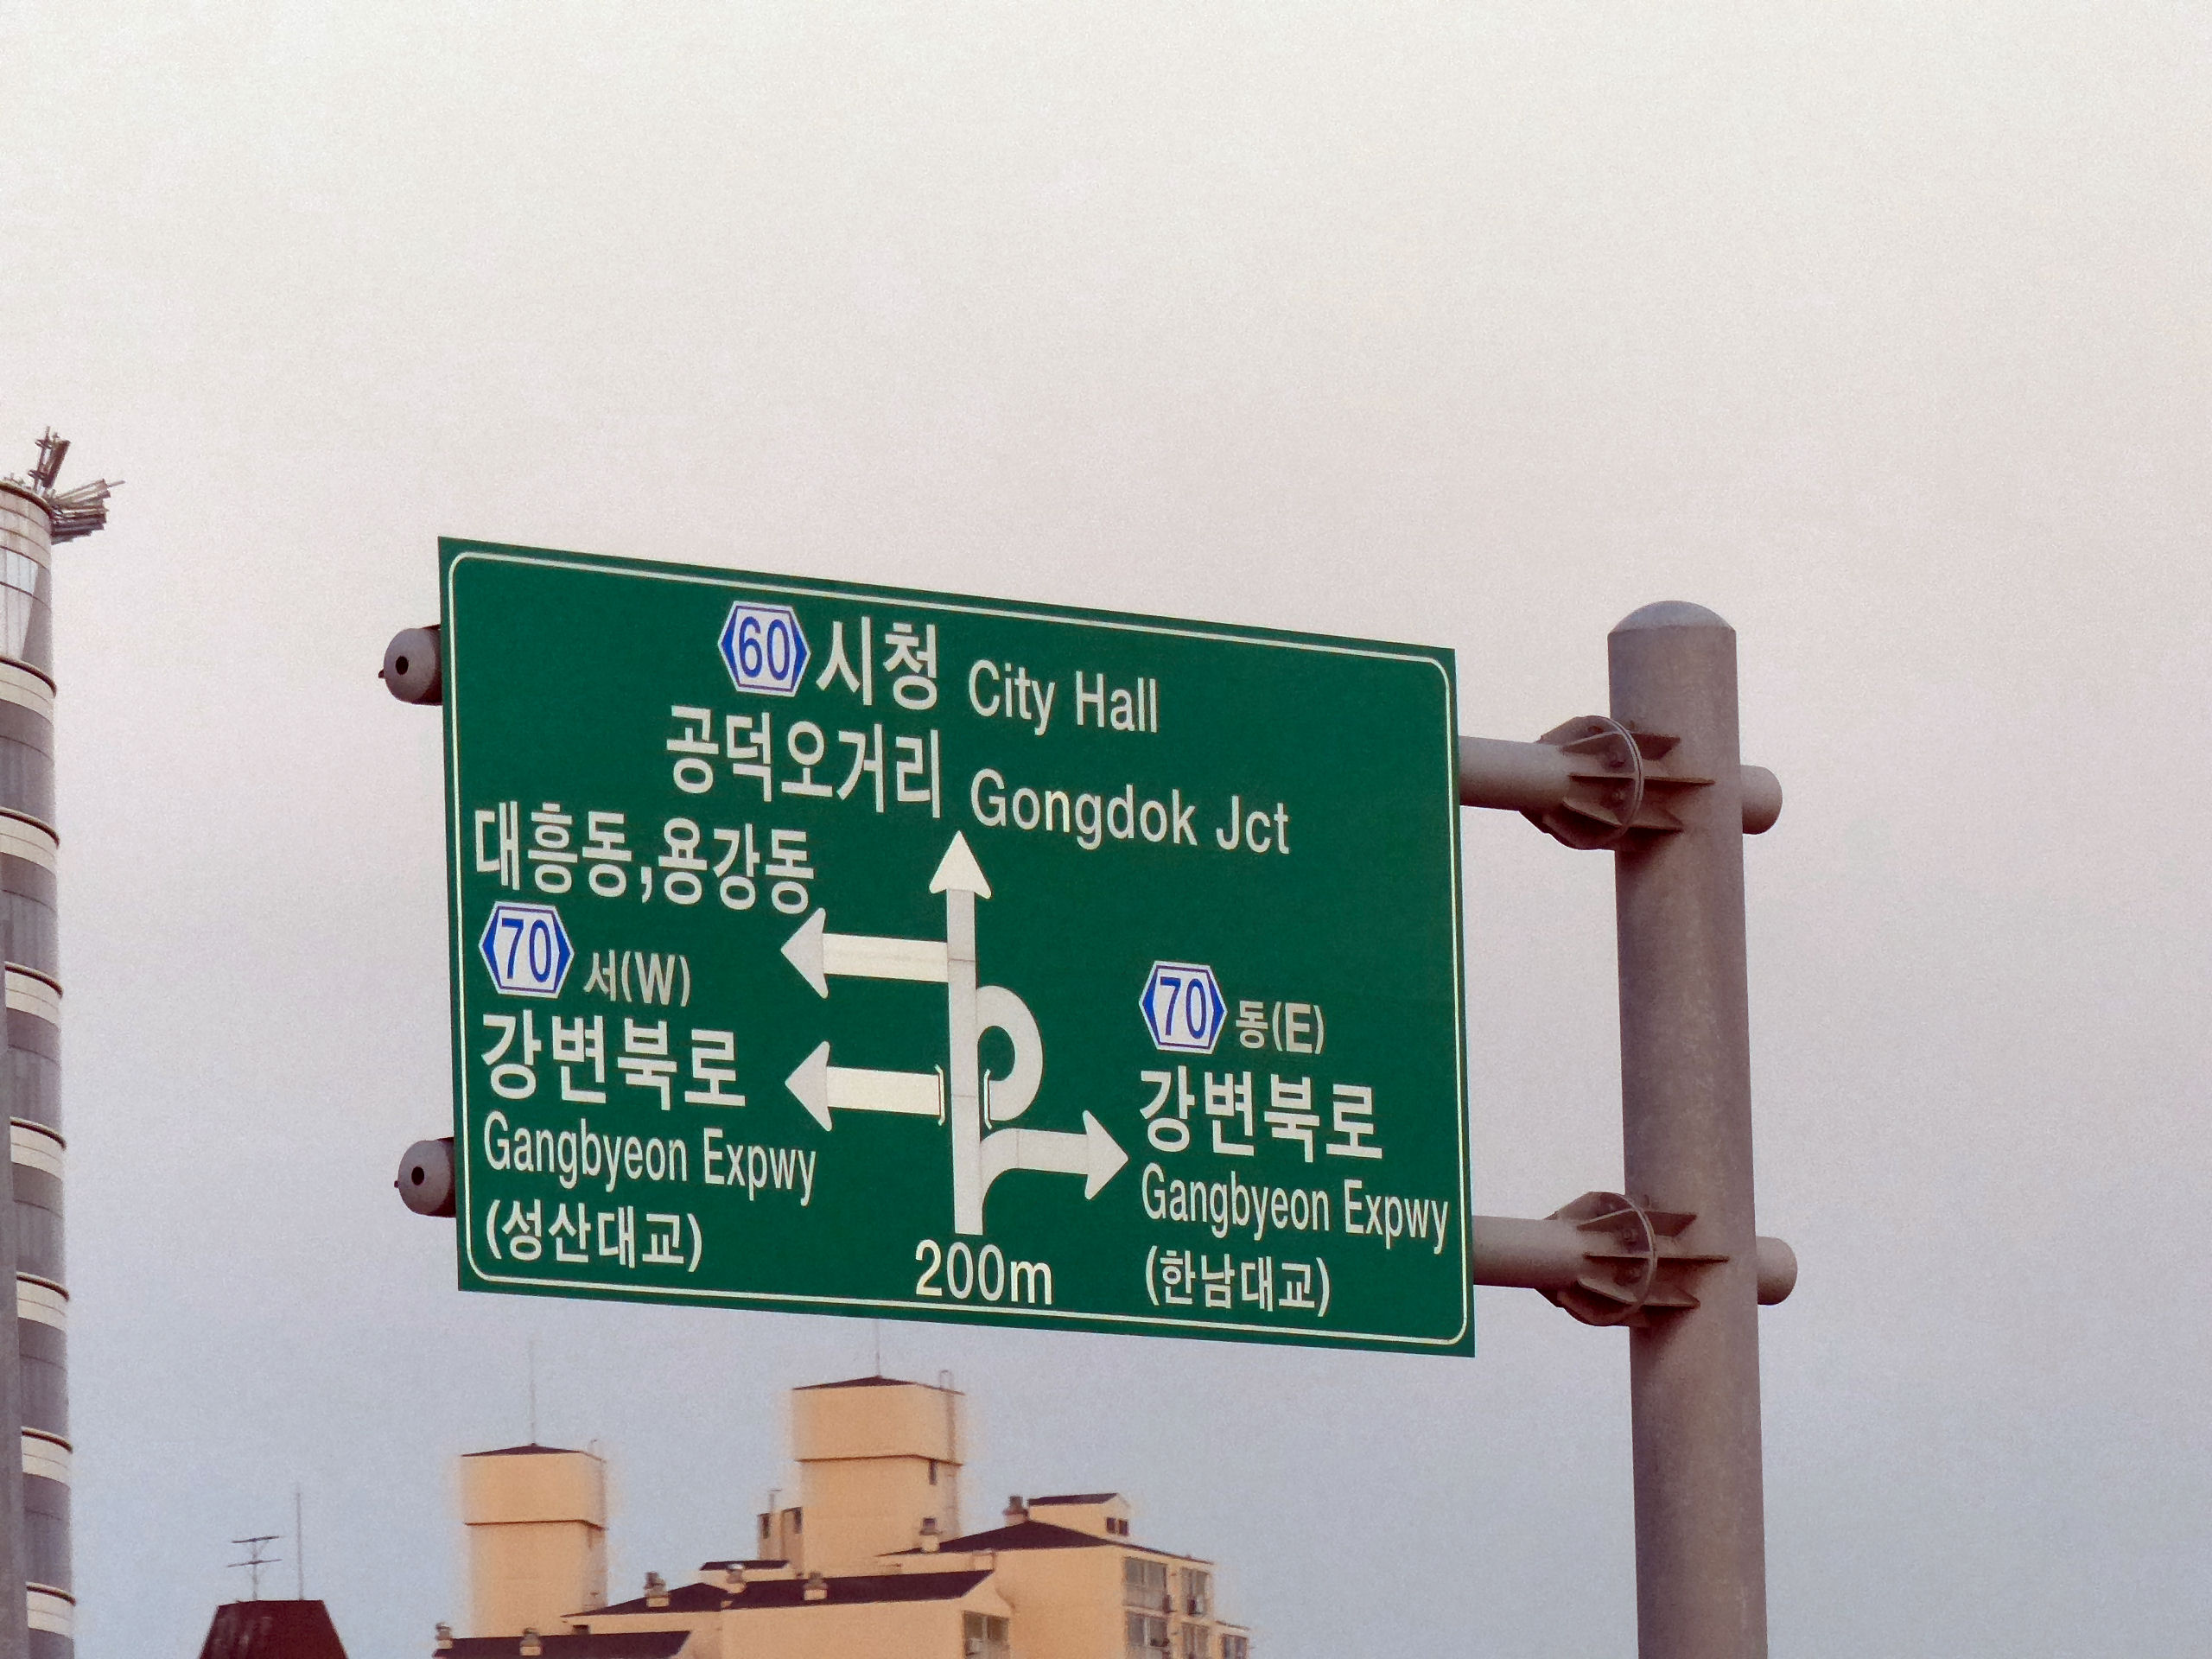 60 시청 City Hall
공덕오거리 Gongdok Jct
대흥동,용강동
70 서(W)
강변북로
Gangbyeon Expwy
(성산대교)
70 동(E)
강변북로
Gangbyeon Expwy
(한남대교)
200m